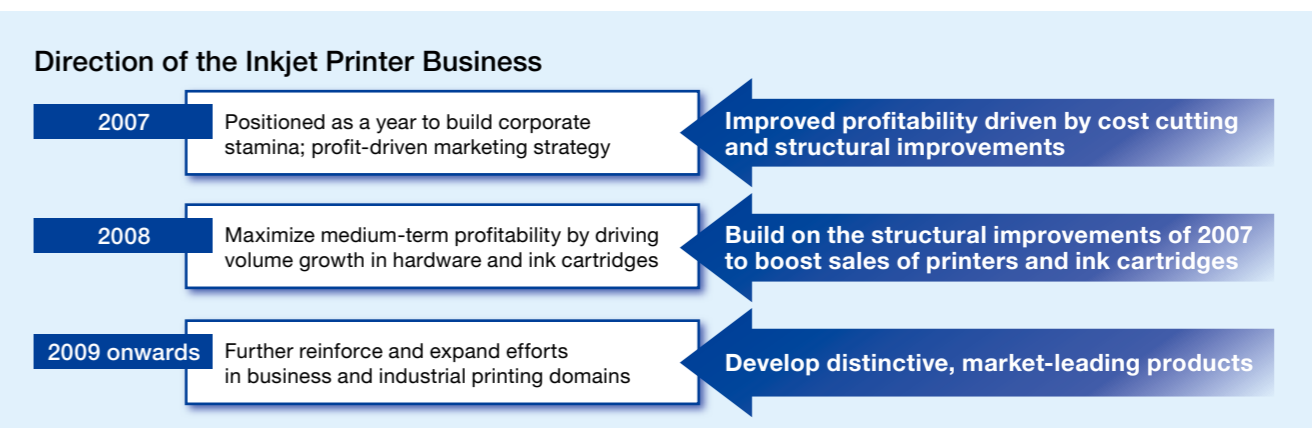 Direction of the Inkjet Printer Business
2007
Positioned as a year to build corporate
stamina; profit-driven marketing strategy
Improved profitability driven by cost cutting
and structural improvements
2008
Maximize medium-term profitability by driving
volume growth in hardware and ink cartridges
Build on the structural improvements of 2007
to boost sales of printers and ink cartridges
2009 onwards
Further reinforce and expand efforts
in business and industrial printing domains
Develop distinctive, market-leading products